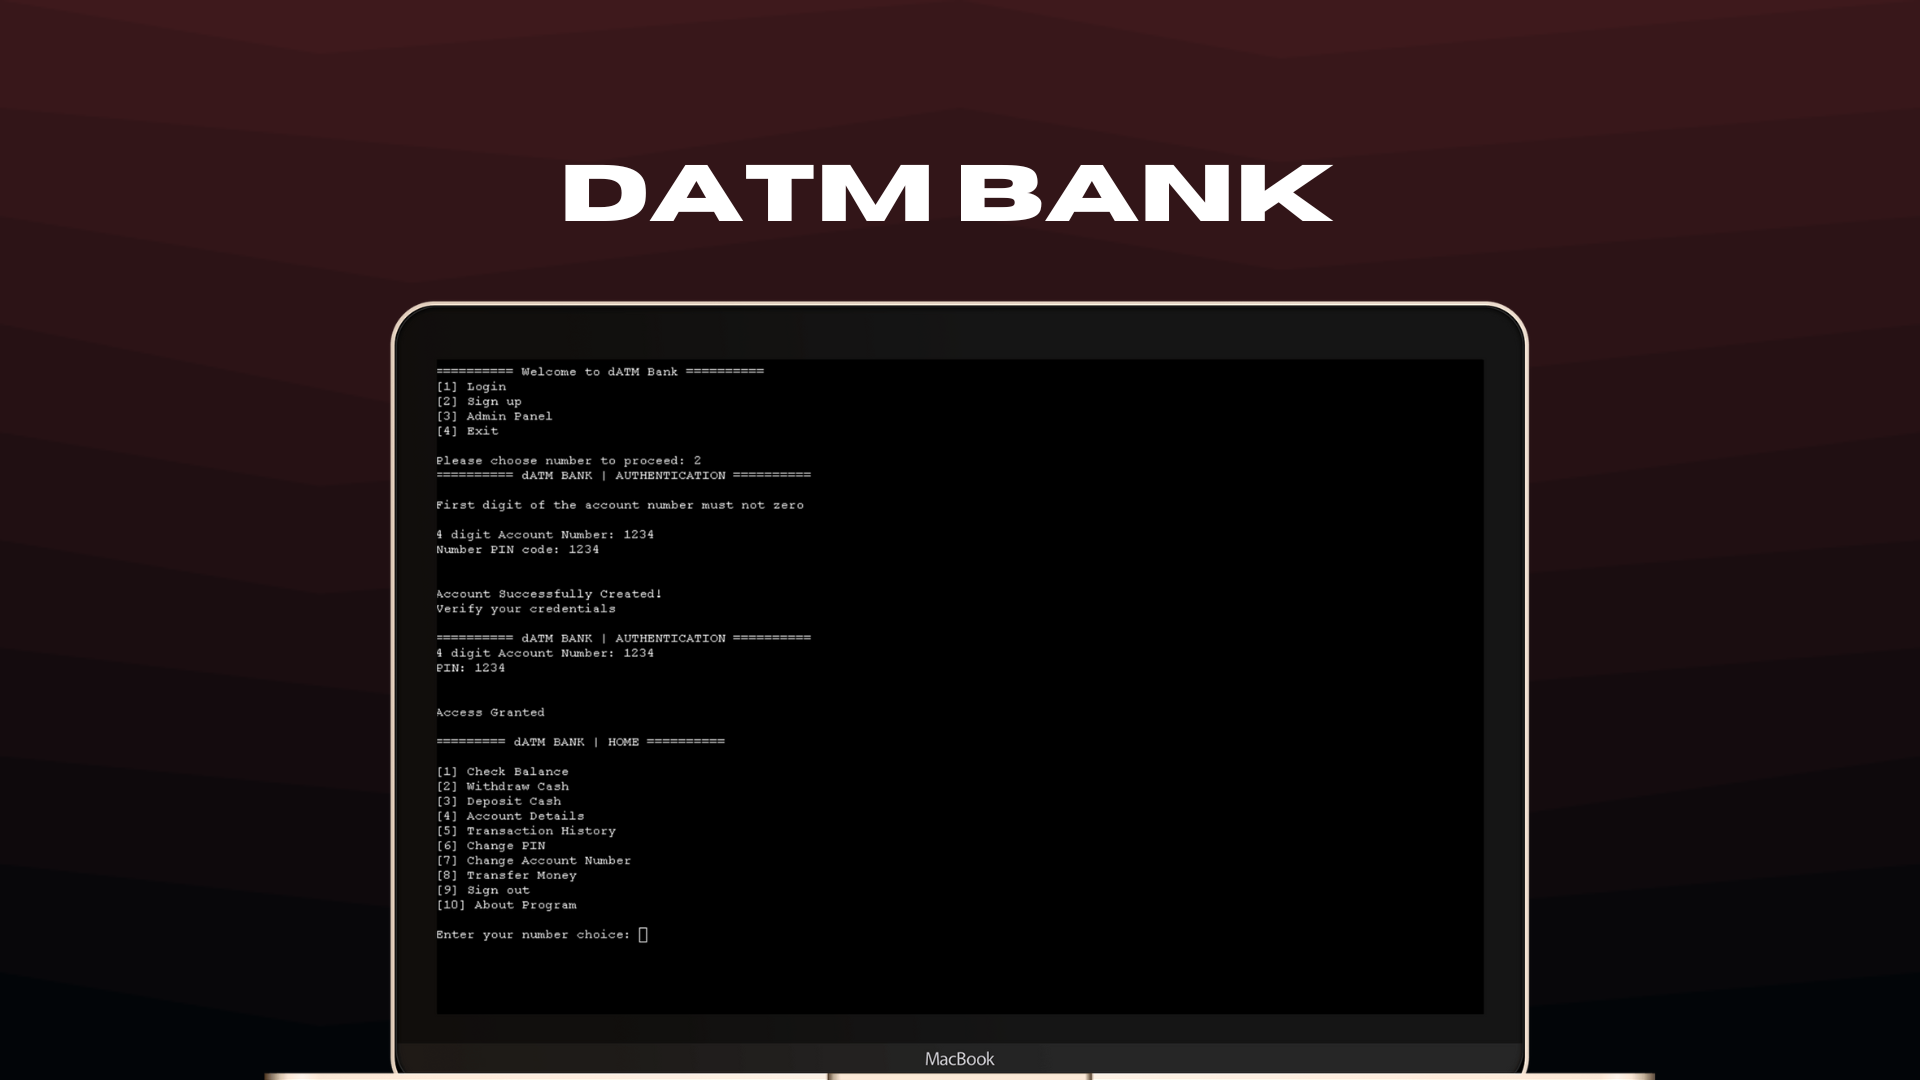 DATM BANK
========== Welcome to dATM Bank ==========
[1] Login
[2] Sign up
[3] Admin Panel
[4] Exit
Please choose number to proceed: 2
========== dATM BANK | AUTHENTICATION ==========
First digit of the account number must not zero
4 digit Account Number: 1234
Number PIN code: 1234
Account Successfully Created!
Verify your credentials
========== dATM BANK | AUTHENTICATION ==========
4 digit Account Number: 1234
PIN: 1234
Access Granted
========= dATM BANK | HOME ==========
[1] Check Balance
[2] Withdraw Cash
[3] Deposit Cash
[4] Account Details
[5] Transaction History
[6] Change PIN
[7] Change Account Number
[8] Transfer Money
[9] Sign out
[10] About Program
Enter your number choice:
MacBook